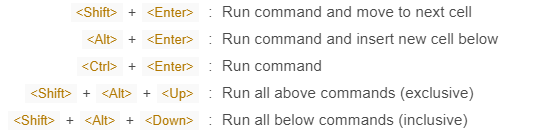 <Shift> + <Enter> : Run command and move to next cell
<Alt> + <Enter> : Run command and insert new cell below
<Ctrl> + <Enter> : Run command
<Shift> + <Alt> + <Up> : Run all above commands (exclusive)
<Shift> + <Alt> + <Down> : Run all below commands (inclusive)